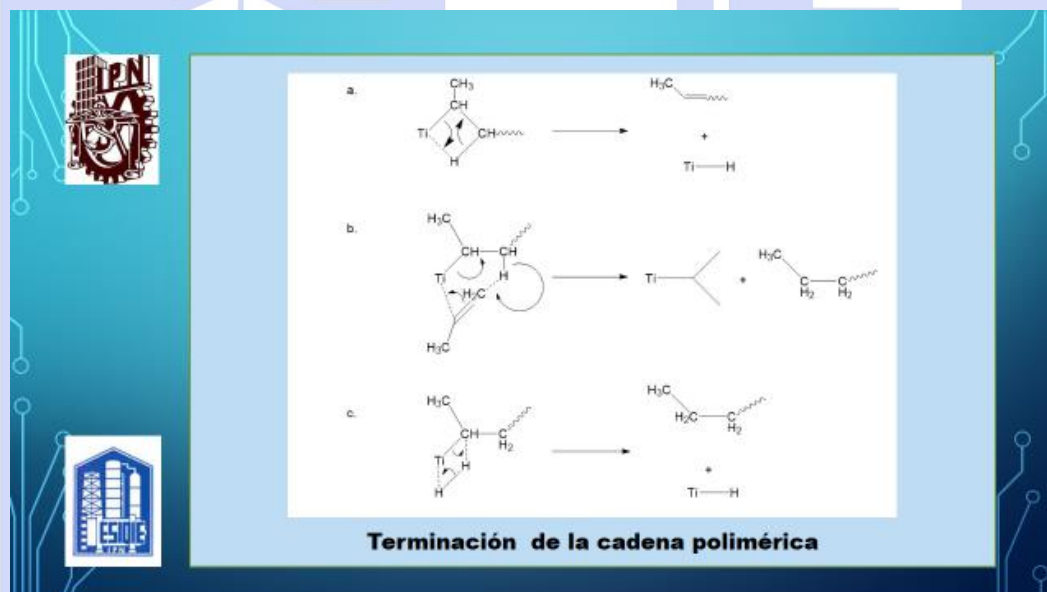 IPN
a.
CH₃
CH
Ti
CH
H
H₃C
+
Ti—H
b.
H₃C
CH—CH
Ti
H
H₂C
H₃C
Ti
+
H₃C
C
H₂
C
H₂
c.
H₃C
CH—C
H₂
Ti
H
H
H₃C
H₂C—C
H₂
+
Ti—H
ESIQIE
IPN
Terminación de la cadena polimérica